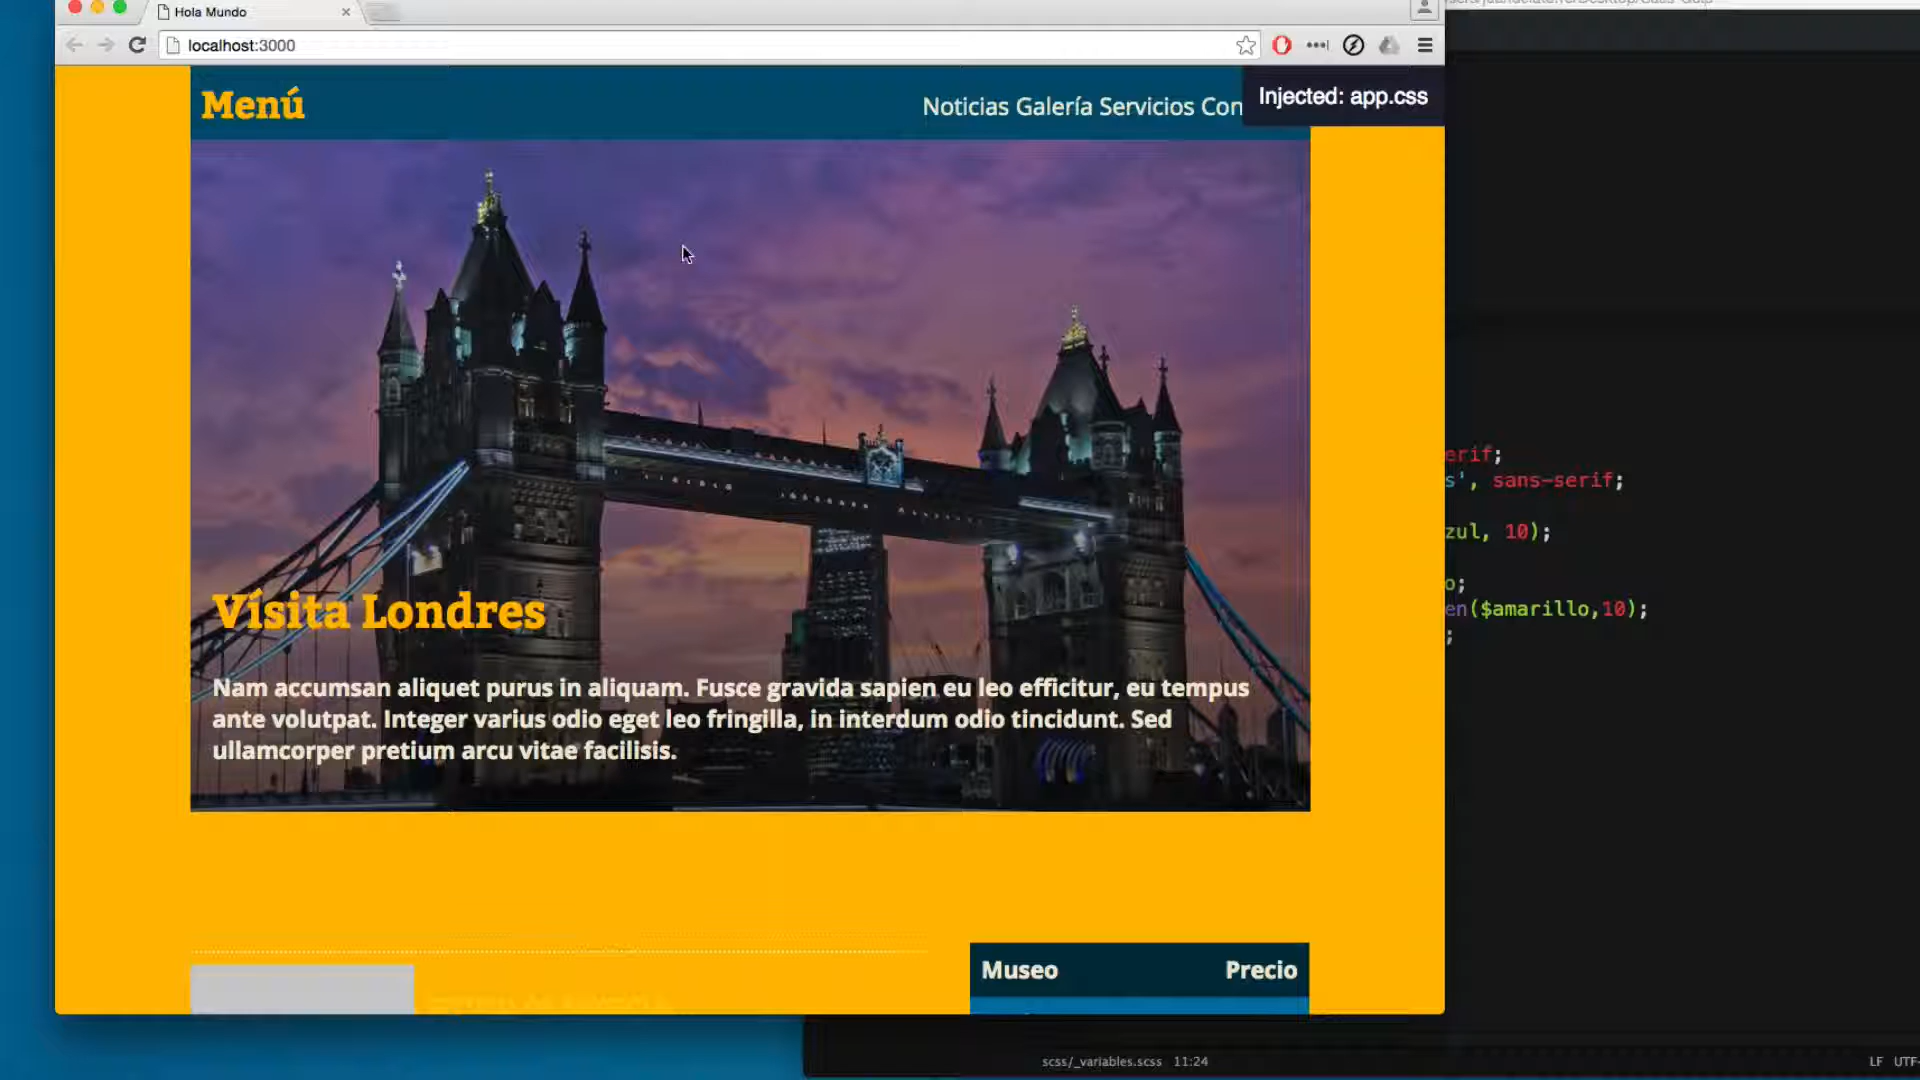 Hola Mundo
localhost:3000
Menú
Noticias Galería Servicios Con
Injected: app.css
Vísita Londres
Nam accumsan aliquet purus in aliquam. Fusce gravida sapien eu leo efficitur, eu tempus
ante volutpat. Integer varius odio eget leo fringilla, in interdum odio tincidunt. Sed
ullamcorper pretium arcu vitae facilisis.
Museo Precio
erif;
s', sans-serif;
zul, 10);
o;
en($amarillo,10);
;
scss/_variables.scss 11:24
LF UTF-